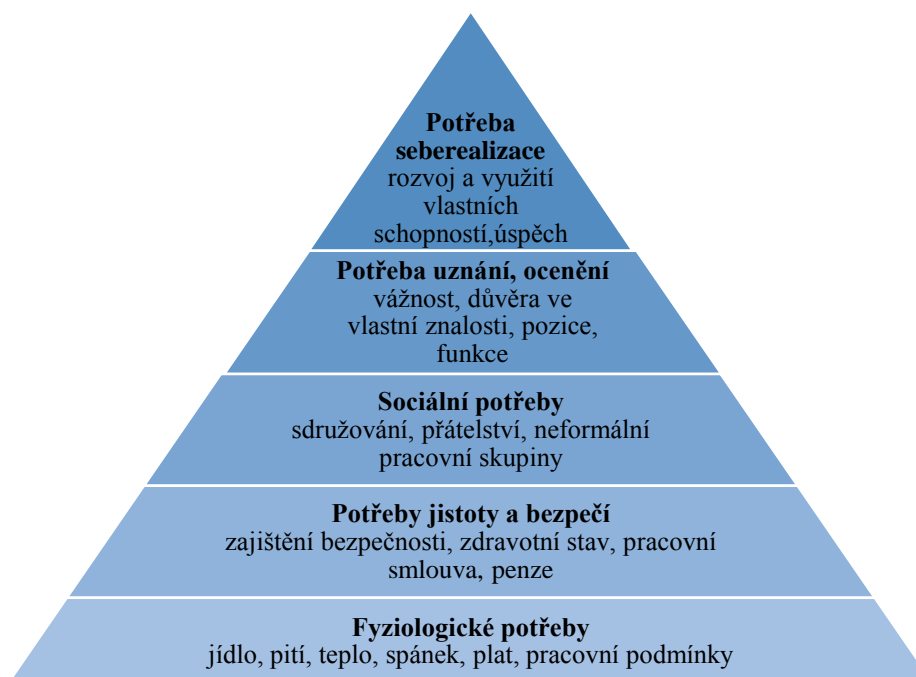 Potřeba
seberealizace
rozvoj a využití
vlastních
schopností,úspěch
Potřeba uznání, ocenění
vážnost, důvěra ve
vlastní znalosti, pozice,
funkce
Sociální potřeby
sdružování, přátelství, neformální
pracovní skupiny
Potřeby jistoty a bezpečí
zajištění bezpečnosti, zdravotní stav, pracovní
smlouva, penze
Fyziologické potřeby
jídlo, pití, teplo, spánek, plat, pracovní podmínky